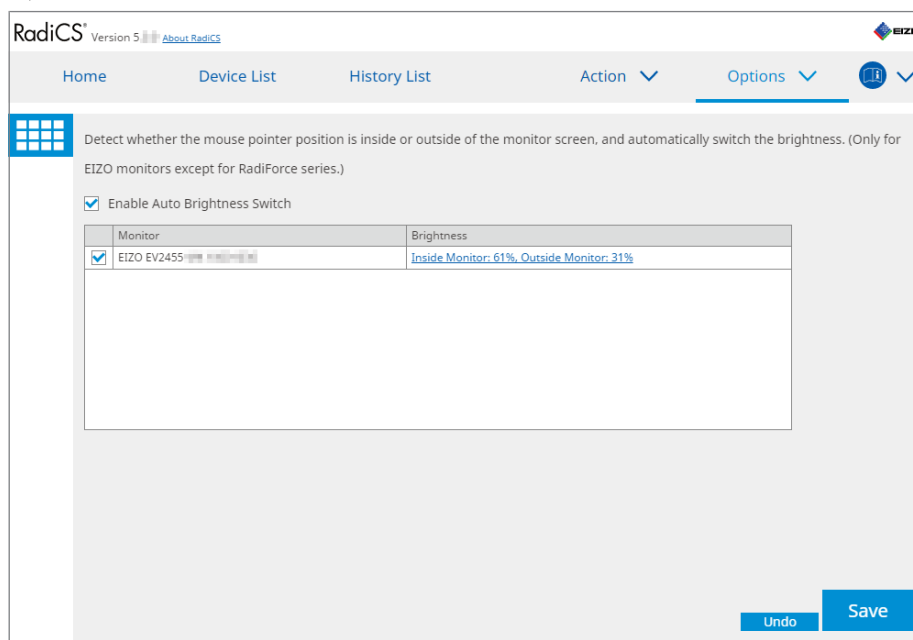 RadiCS® Version 5. About RadiCS
EIZO
Home Device List History List Action Options
Detect whether the mouse pointer position is inside or outside of the monitor screen, and automatically switch the brightness. (Only for
EIZO monitors except for RadiForce series.)
Enable Auto Brightness Switch
Monitor Brightness
EIZO EV2455 Inside Monitor: 61%, Outside Monitor: 31%
Save
Undo